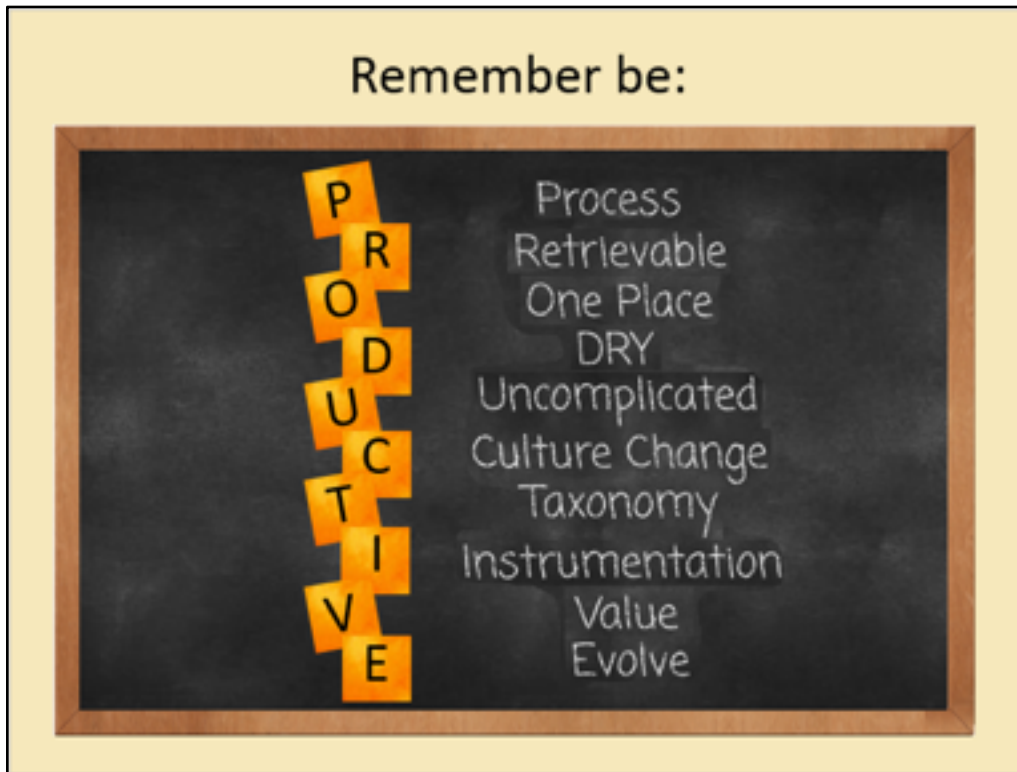 Remember be:
P Process
R Retrievable
O One Place
D DRY
U Uncomplicated
C Culture Change
T Taxonomy
I Instrumentation
V Value
E Evolve